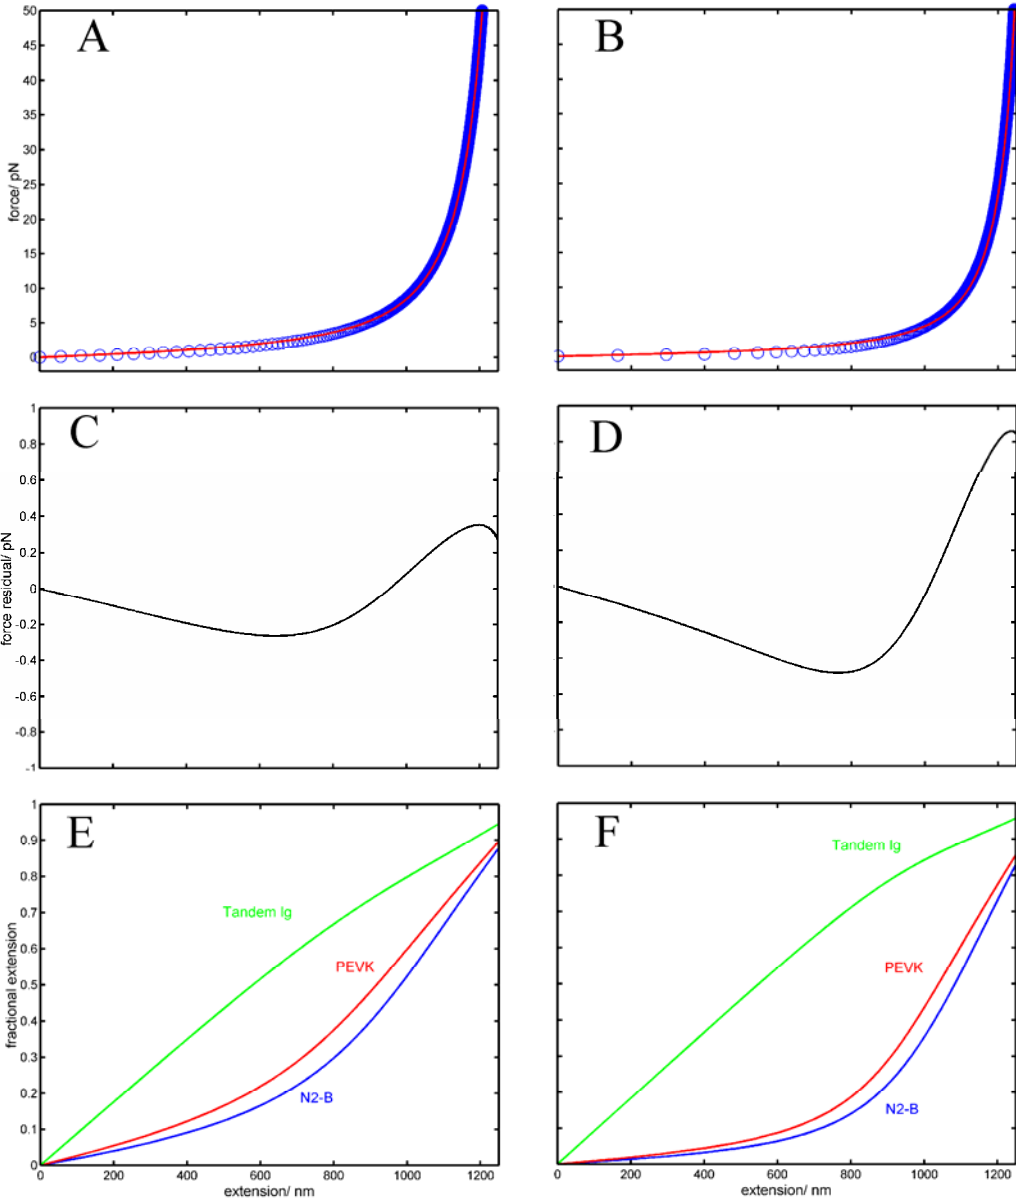 50
45
40
35
30
25
20
15
10
5
0
force/ pN
A
B
1
0.8
0.6
0.4
0.2
0
-0.2
-0.4
-0.6
-0.8
-1
force residual/ pN
C
D
1
0.9
0.8
0.7
0.6
0.5
0.4
0.3
0.2
0.1
0
fractional extension
E
Tandem Ig
PEVK
N2-B
0 200 400 600 800 1000 1200
extension/ nm
F
Tandem Ig
PEVK
N2-B
0 200 400 600 800 1000 1200
extension/ nm